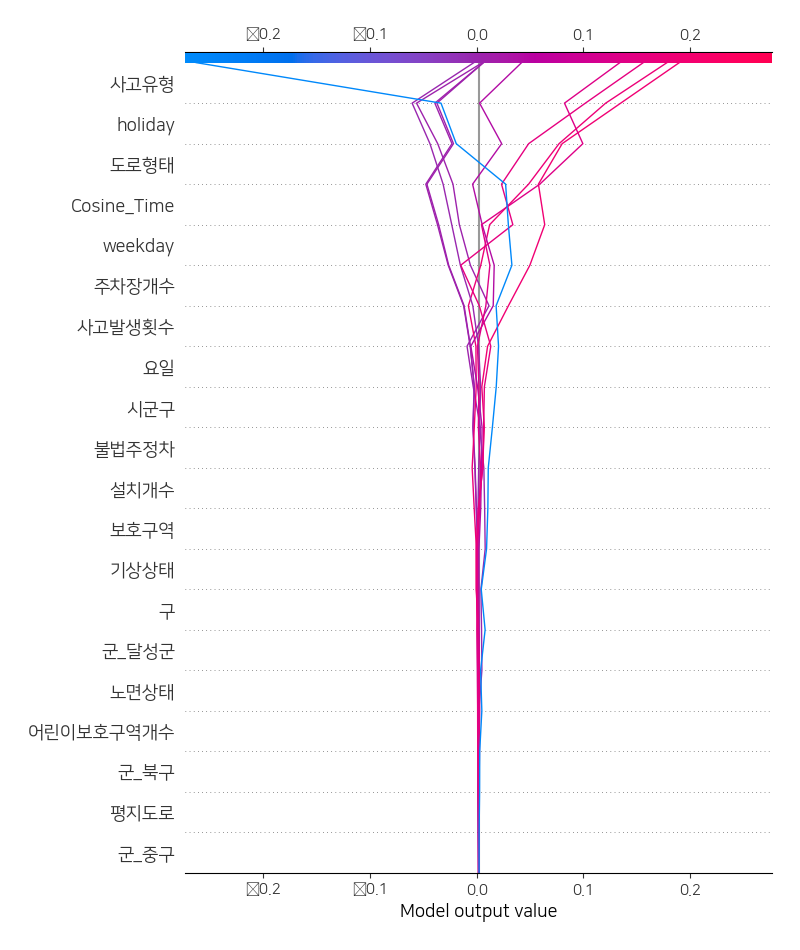 ☒0.2 ☒0.1 0.0 0.1 0.2
사고유형
holiday
도로형태
Cosine_Time
weekday
주차장개수
사고발생횟수
요일
시군구
불법주정차
설치개수
보호구역
기상상태
구
군_달성군
노면상태
어린이보호구역개수
군_북구
평지도로
군_중구
☒0.2 ☒0.1 0.0 0.1 0.2
Model output value